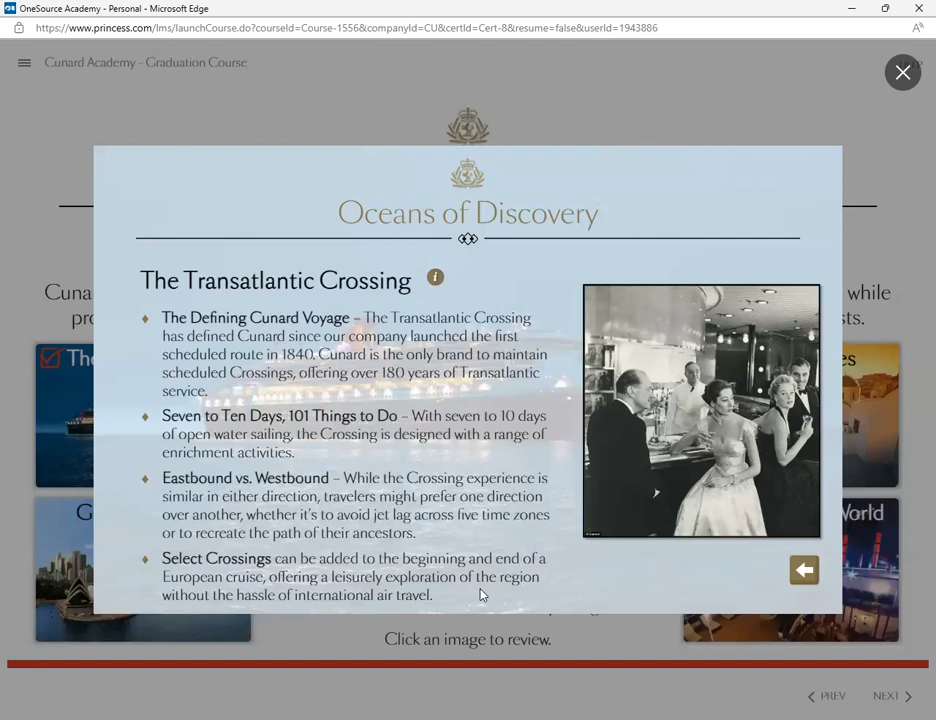 OneSource Academy - Personal - Microsoft Edge
https://www.princess.com/lms/launchCourse.do?courseId=Course-1556&companyId=CU&certId=Cert-8&resume=false&userId=1943886
Cunard Academy - Graduation Course
Oceans of Discovery
The Transatlantic Crossing
The Defining Cunard Voyage – The Transatlantic Crossing
has defined Cunard since our company launched the first
scheduled route in 1840. Cunard is the only brand to maintain
scheduled Crossings, offering over 180 years of Transatlantic
service.
Seven to Ten Days, 101 Things to Do – With seven to 10 days
of open water sailing, the Crossing is designed with a range of
enrichment activities.
Eastbound vs. Westbound – While the Crossing experience is
similar in either direction, travelers might prefer one direction
over another, whether it's to avoid jet lag across five time zones
or to recreate the path of their ancestors.
Select Crossings can be added to the beginning and end of a
European cruise, offering a leisurely exploration of the region
without the hassle of international air travel.
while
Click an image to review.
PREV
NEXT